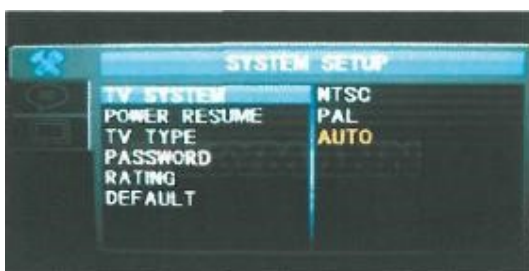 SYSTEM SETUP
TV SYSTEM
POWER RESUME
TV TYPE
PASSWORD
RATING
DEFAULT
NTSC
PAL
AUTO